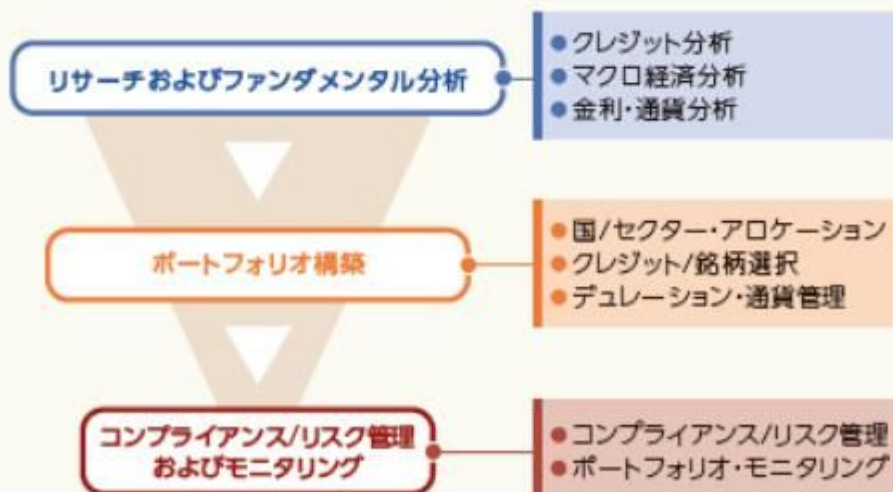 リサーチおよびファンダメンタル分析
●クレジット分析
●マクロ経済分析
●金利・通貨分析
ポートフォリオ構築
●国/セクター・アロケーション
●クレジット/銘柄選択
●デュレーション・通貨管理
コンプライアンス/リスク管理
およびモニタリング
●コンプライアンス/リスク管理
●ポートフォリオ・モニタリング